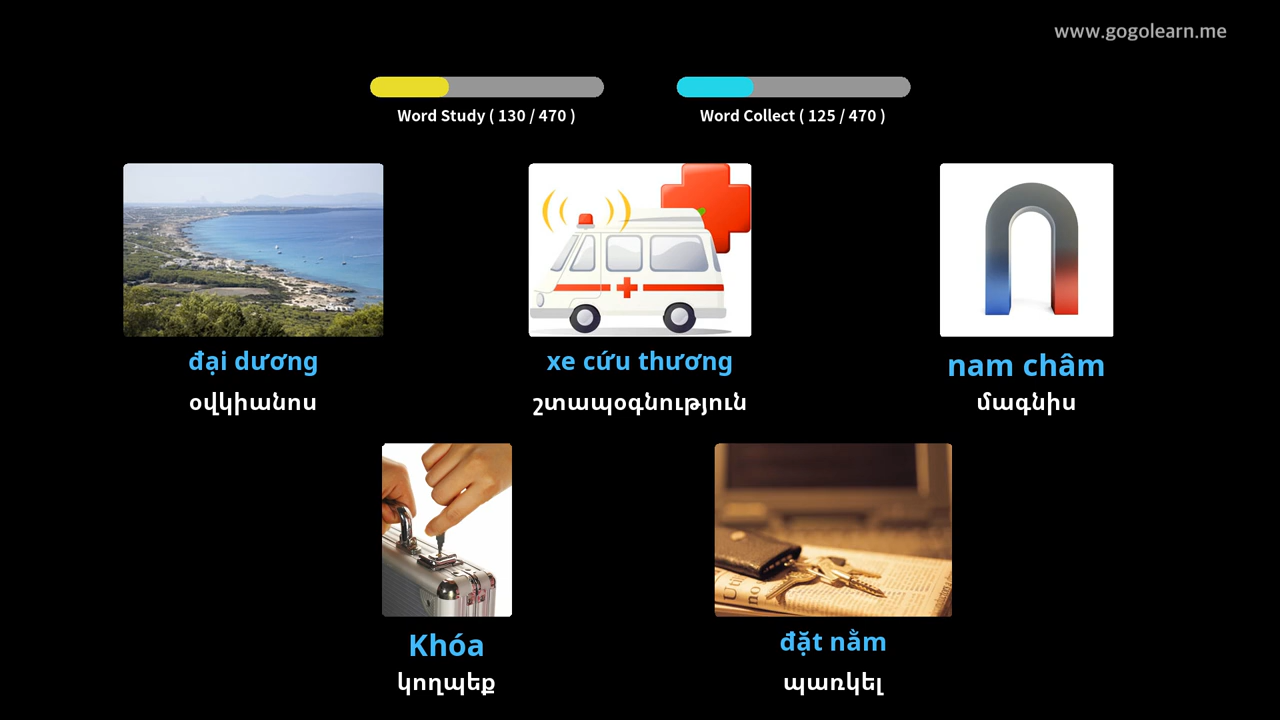 www.gogolearn.me
Word Study ( 130 / 470 )
Word Collect ( 125 / 470 )
đại dương
xe cứu thương
nam châm
օվկիանոս
շտապօգնություն
մագնիս
Khóa
đặt nằm
կողպեք
պառկել